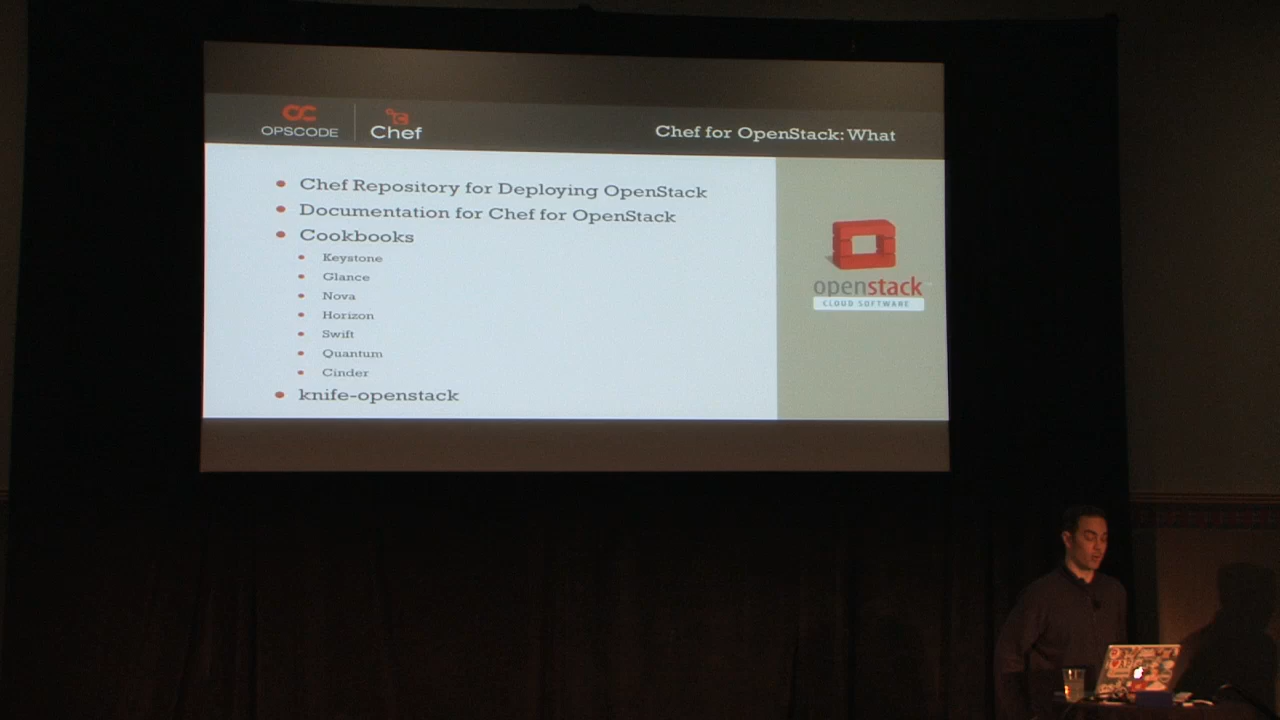 OPSCODE
Chef
Chef for OpenStack: What
Chef Repository for Deploying OpenStack
Documentation for Chef for OpenStack
Cookbooks
Keystone
Glance
Nova
Horizon
Swift
Quantum
Cinder
knife-openstack
openstack
CLOUD SOFTWARE